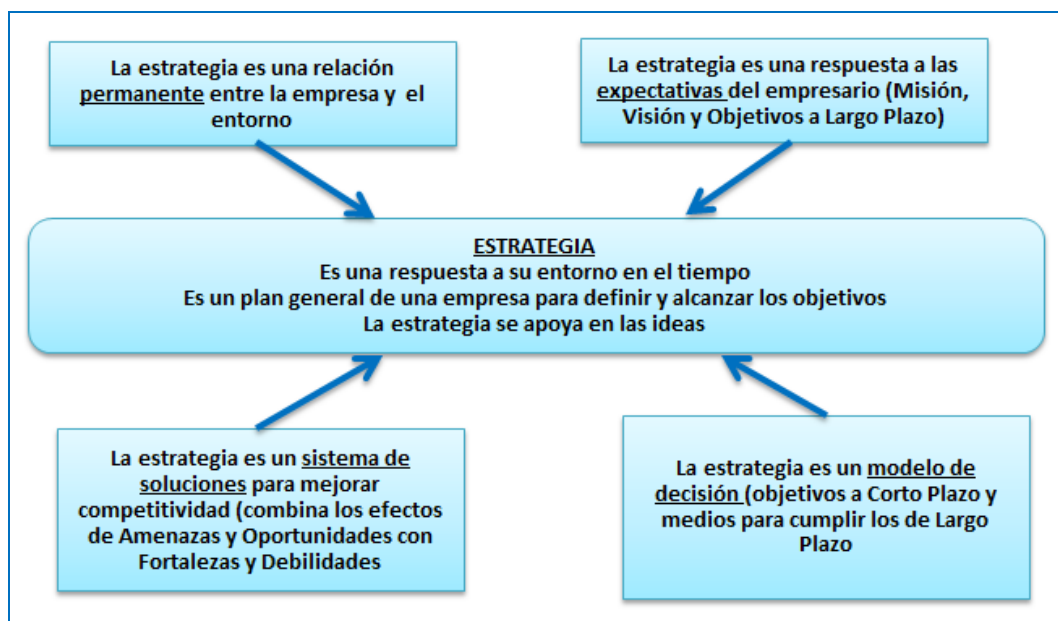 La estrategia es una relación
permanente entre la empresa y el
entorno
La estrategia es una respuesta a las
expectativas del empresario (Misión,
Visión y Objetivos a Largo Plazo)
ESTRATEGIA
Es una respuesta a su entorno en el tiempo
Es un plan general de una empresa para definir y alcanzar los objetivos
La estrategia se apoya en las ideas
La estrategia es un sistema de
soluciones para mejorar
competitividad (combina los efectos
de Amenazas y Oportunidades con
Fortalezas y Debilidades
La estrategia es un modelo de
decisión (objetivos a Corto Plazo y
medios para cumplir los de Largo
Plazo